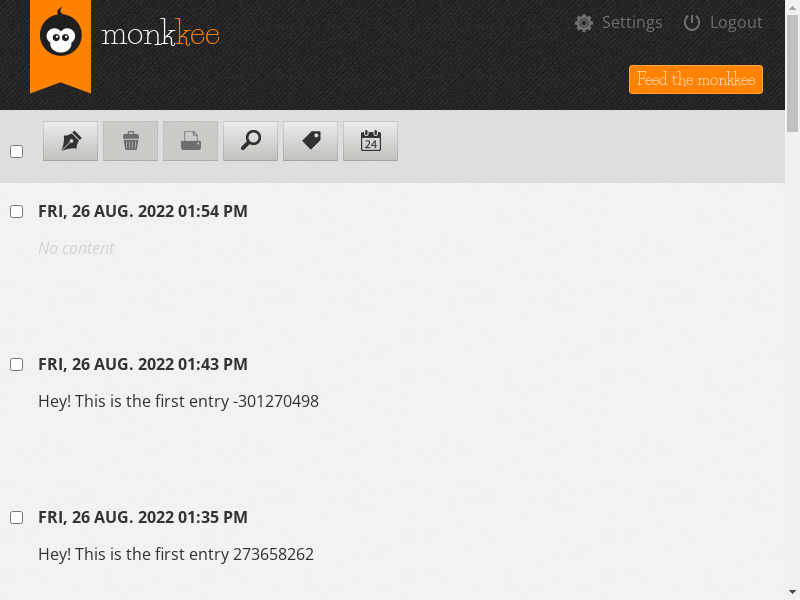 monkkee
Settings
Logout
Feed the monkkee
24
FRI, 26 AUG. 2022 01:54 PM
No content
FRI, 26 AUG. 2022 01:43 PM
Hey! This is the first entry -301270498
FRI, 26 AUG. 2022 01:35 PM
Hey! This is the first entry 273658262